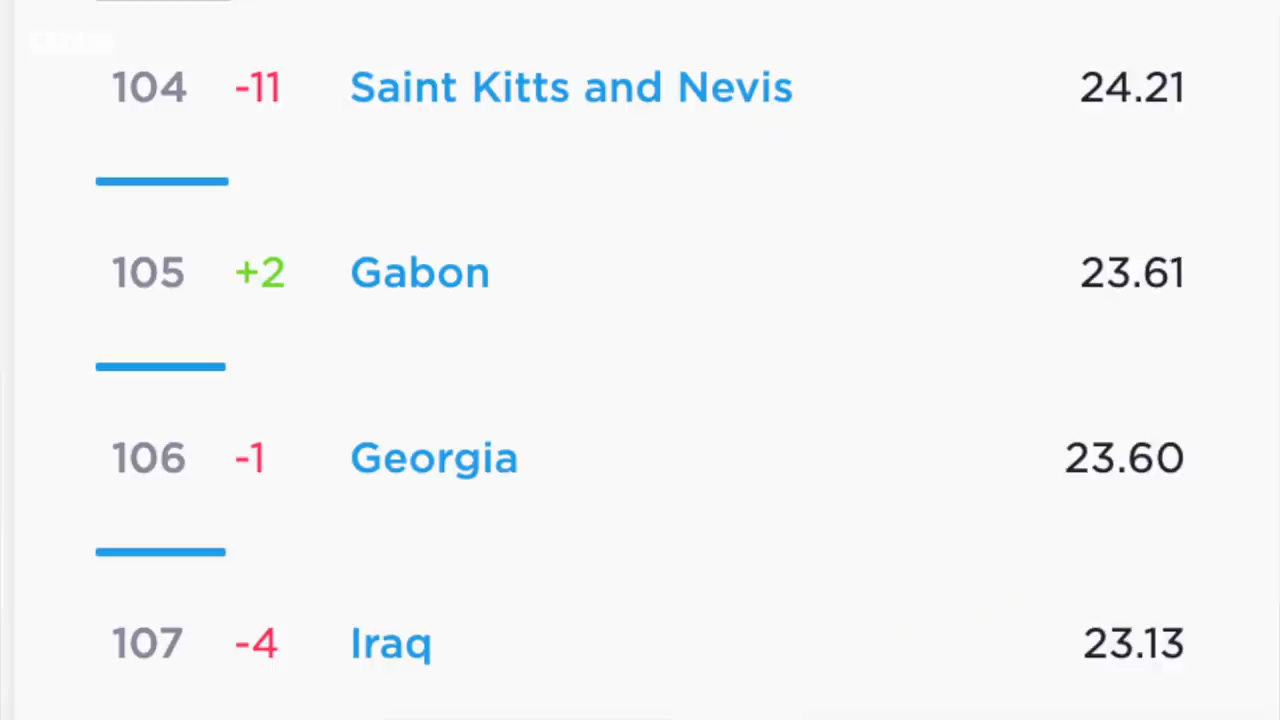 104 -11 Saint Kitts and Nevis 24.21
105 +2 Gabon 23.61
106 -1 Georgia 23.60
107 -4 Iraq 23.13